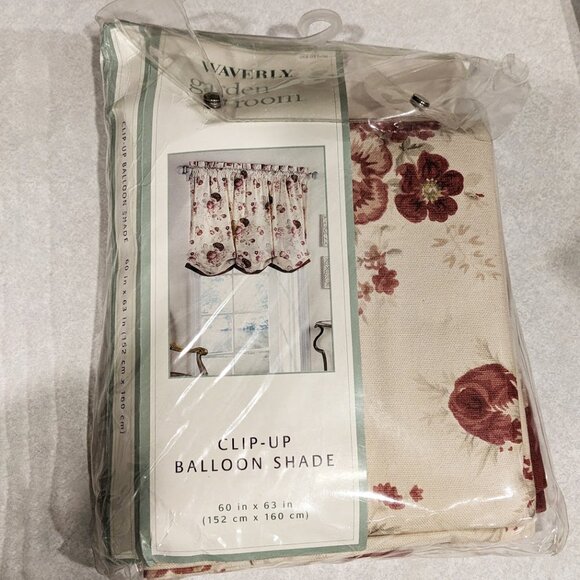 WAVERLY
garden
room
CLIP-UP
BALLOON SHADE
60 in x 63 in
(152 cm x 160 cm)
CLIP-UP BALLOON SHADE 60 in x 63 in (152 cm x 160 cm)